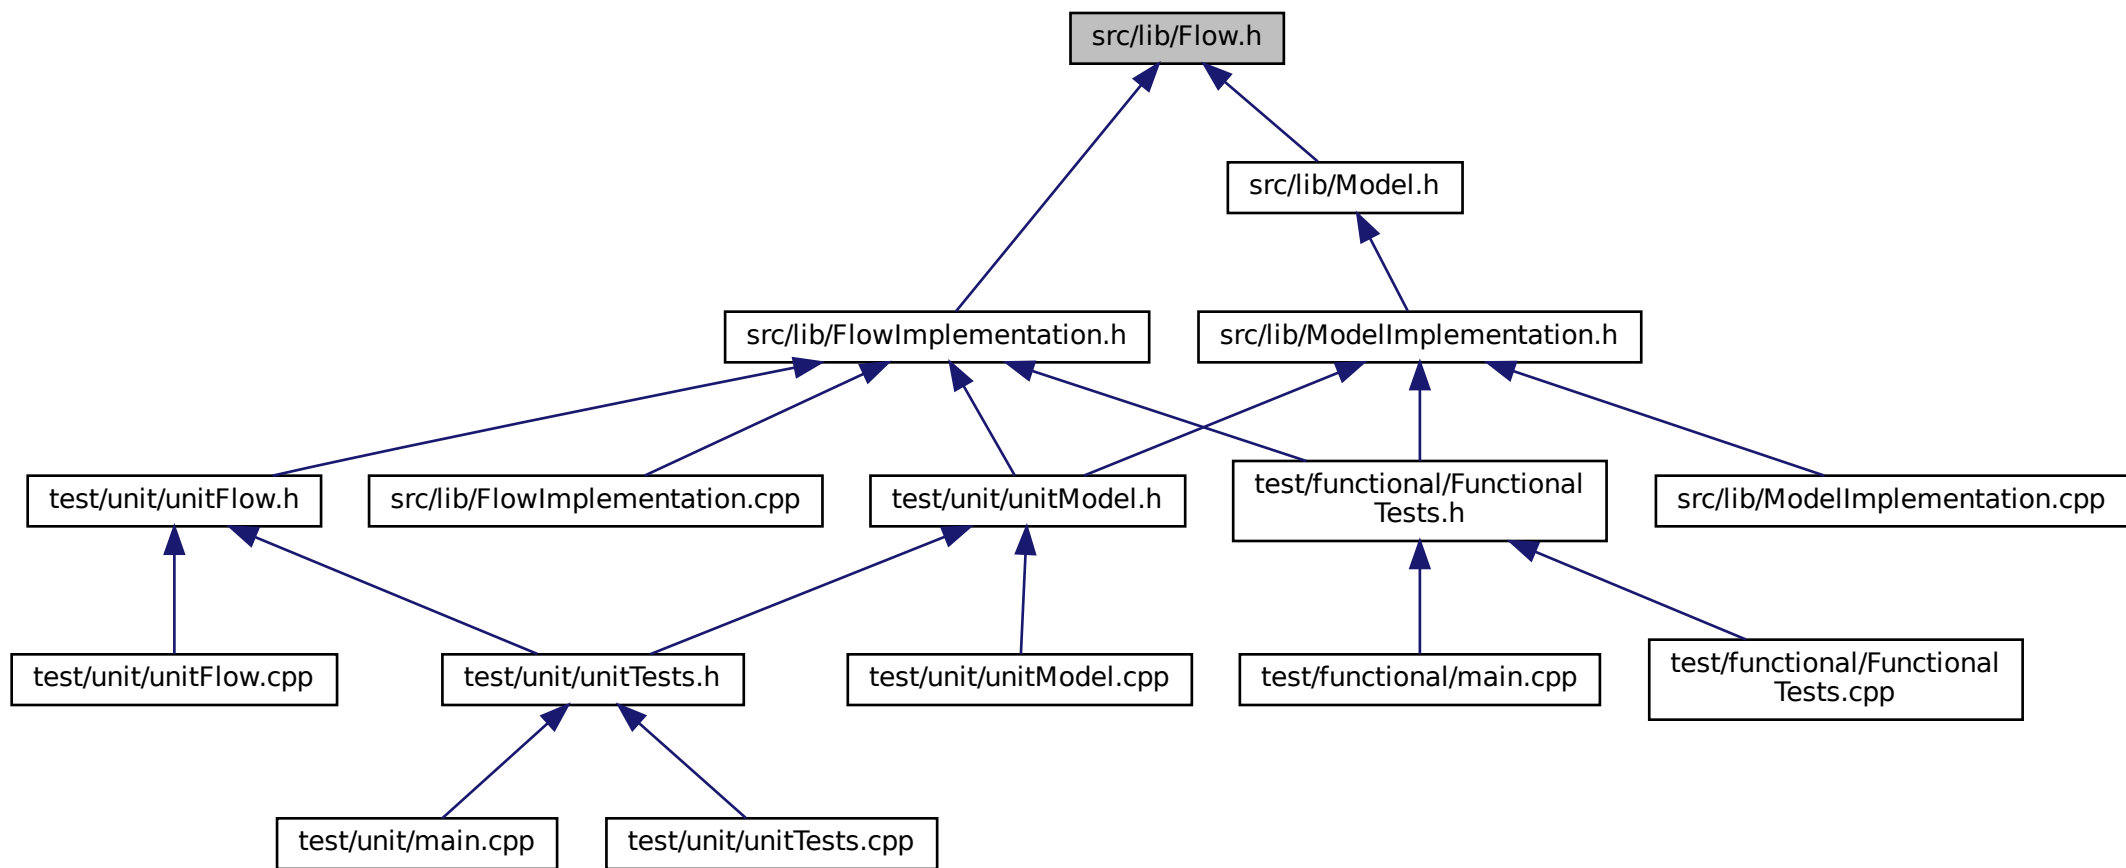 src/lib/Flow.h
src/lib/Model.h
src/lib/FlowImplementation.h
src/lib/ModelImplementation.h
test/unit/unitFlow.h
src/lib/FlowImplementation.cpp
test/unit/unitModel.h
test/functional/Functional
Tests.h
src/lib/ModelImplementation.cpp
test/unit/unitFlow.cpp
test/unit/unitTests.h
test/unit/unitModel.cpp
test/functional/main.cpp
test/functional/Functional
Tests.cpp
test/unit/main.cpp
test/unit/unitTests.cpp